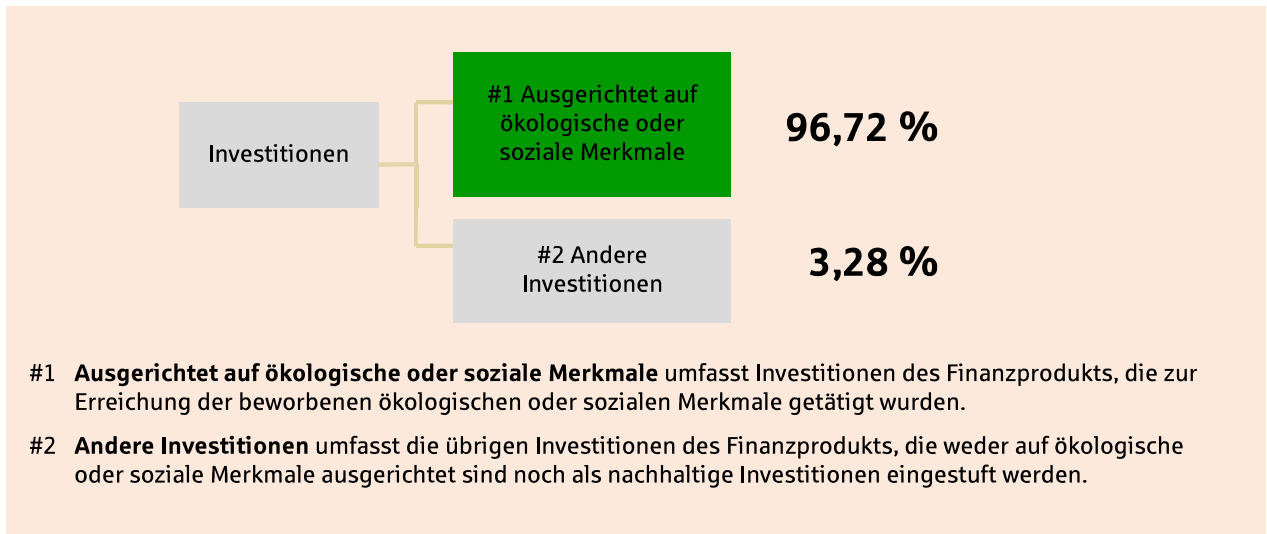 #1 Ausgerichtet auf
ökologische oder
soziale Merkmale
96,72 %
Investitionen
#2 Andere
Investitionen
3,28 %
#1 Ausgerichtet auf ökologische oder soziale Merkmale umfasst Investitionen des Finanzprodukts, die zur
Erreichung der beworbenen ökologischen oder sozialen Merkmale getätigt wurden.
#2 Andere Investitionen umfasst die übrigen Investitionen des Finanzprodukts, die weder auf ökologische
oder soziale Merkmale ausgerichtet sind noch als nachhaltige Investitionen eingestuft werden.